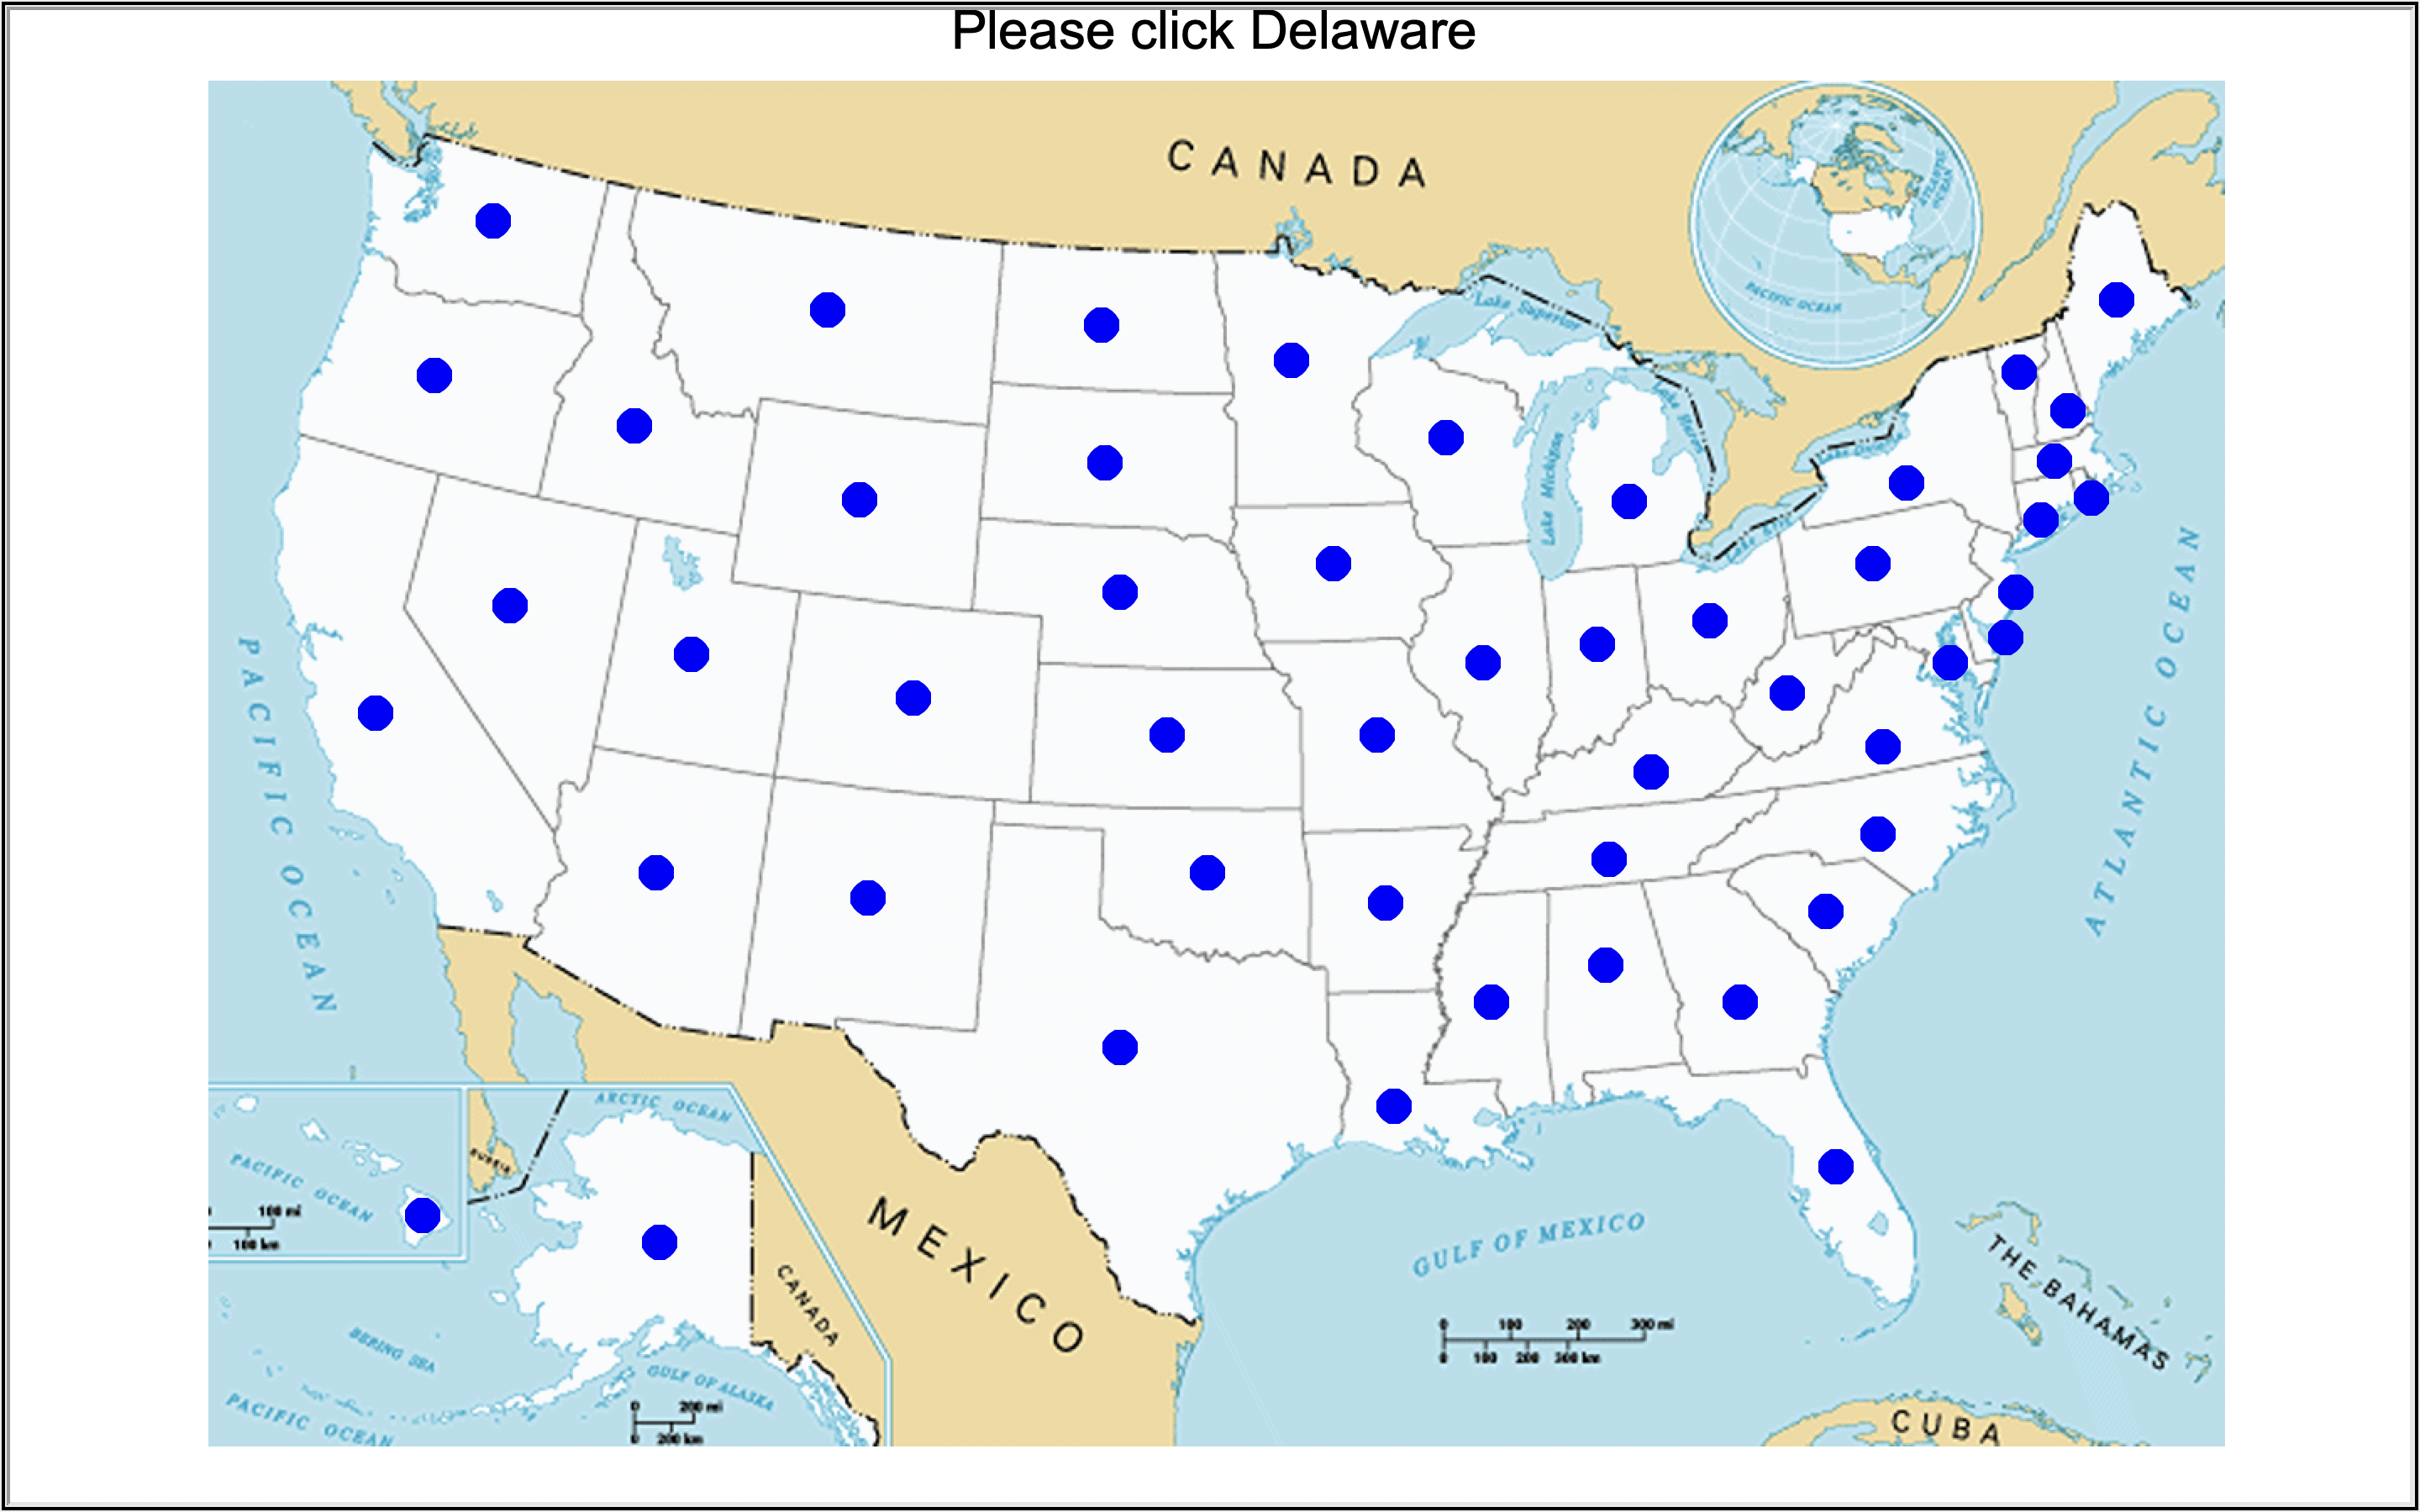 Please click Delaware
CANADA
ATLANTIC OCEAN
PACIFIC OCEAN
Lake Superior
Lake Huron
Lake Michigan
Lake Ontario
Lake Erie
PACIFIC OCEAN
ATLANTIC OCEAN
ARCTIC OCEAN
RUSSIA
PACIFIC OCEAN
100 mi
100 km
MEXICO
GULF OF MEXICO
THE BAHAMAS
CANADA
0 100 200 300 mi
0 100 200 300 km
BERING SEA
GULF OF ALASKA
PACIFIC OCEAN
0 200 mi
0 200 km
CUBA